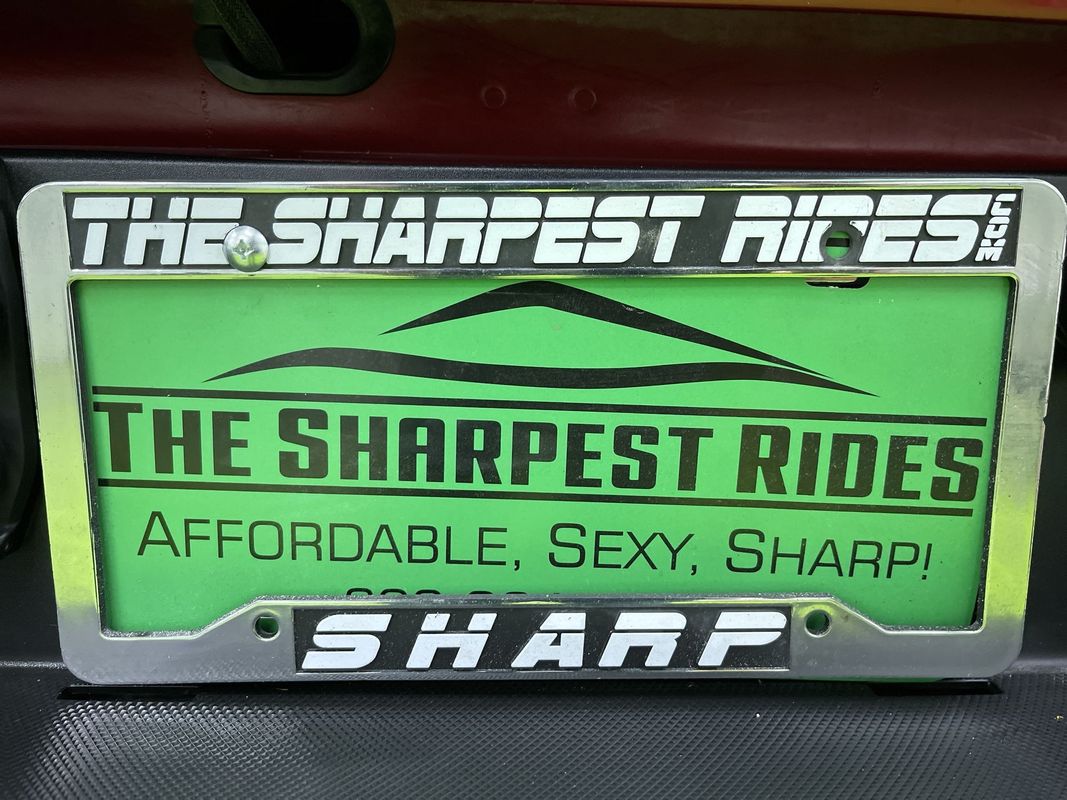 THE SHARPEST RIDES.COM
THE SHARPEST RIDES
AFFORDABLE, SEXY, SHARP!
SHARP